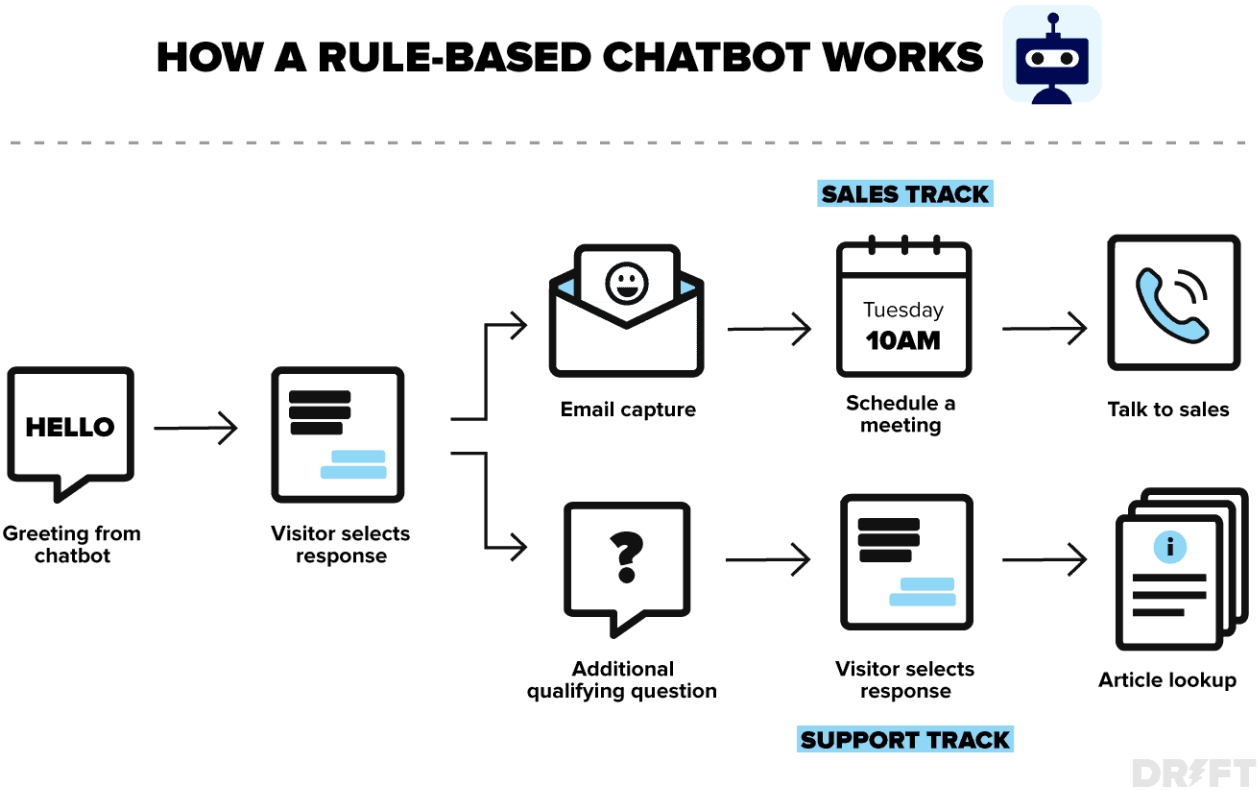 HOW A RULE-BASED CHATBOT WORKS
SALES TRACK
Tuesday
10AM
Email capture
Schedule a
meeting
Talk to sales
HELLO
Greeting from
chatbot
Visitor selects
response
?
i
Additional
qualifying question
Visitor selects
response
Article lookup
SUPPORT TRACK
DRIFT